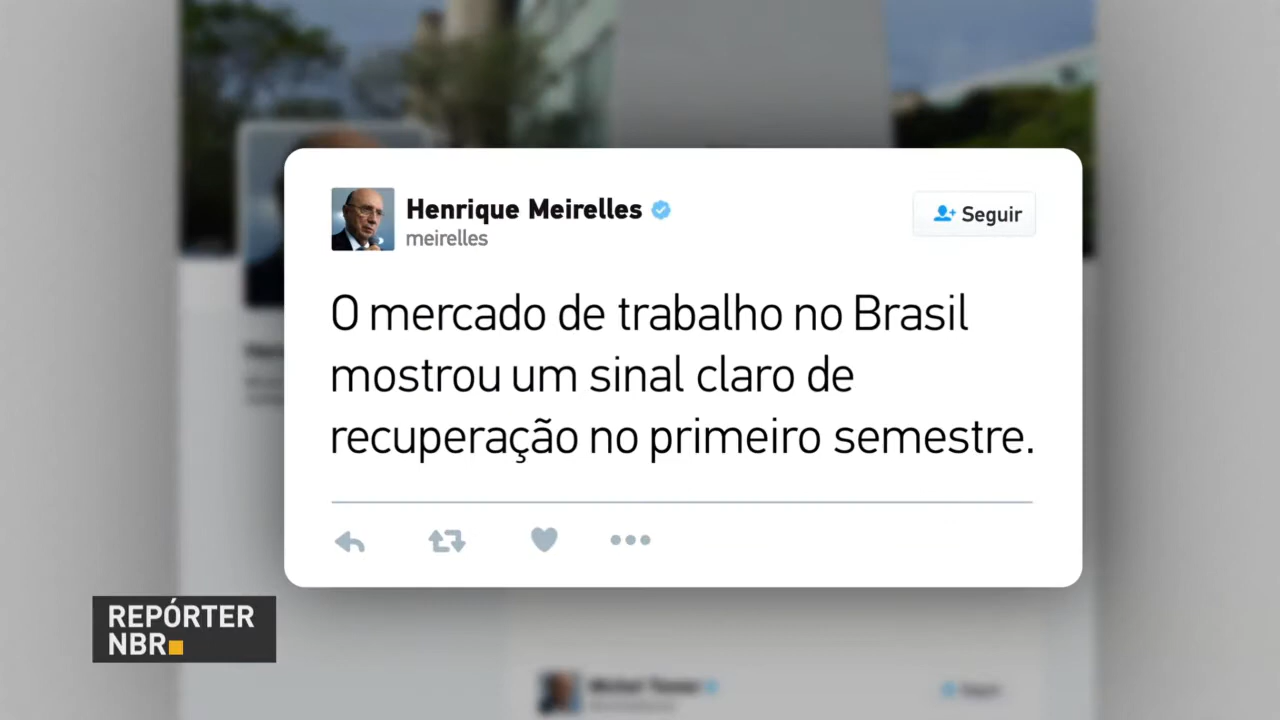 Henrique Meirelles
meirelles
Seguir
O mercado de trabalho no Brasil
mostrou um sinal claro de
recuperação no primeiro semestre.
REPÓRTER
NBR